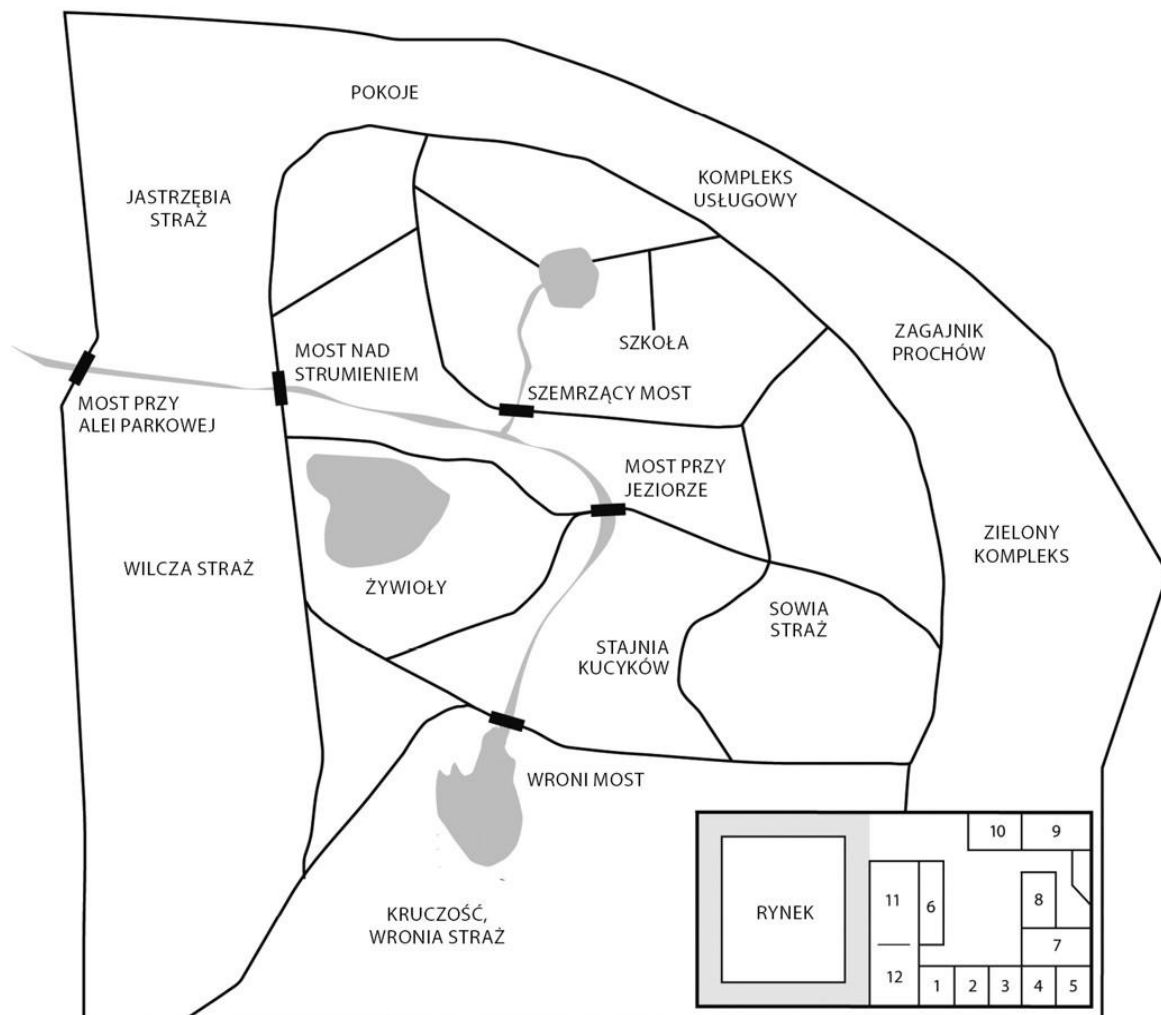 POKOJE
KOMPLEKS
USŁUGOWY
JASTRZĘBIA
STRAŻ
ZAGAJNIK
PROCHÓW
SZKOŁA
MOST NAD
STRUMIENIEM
SZEMRZĄCY MOST
MOST PRZY
ALEI PARKOWEJ
MOST PRZY
JEZIORZE
ZIELONY
KOMPLEKS
WILCZA STRAŻ
ŻYWIOŁY
SOWIA
STRAŻ
STAJNIA
KUCYKÓW
WRONI MOST
KRUCZOŚĆ,
WRONIA STRAŻ
RYNEK
10 9
11 6 8
7
12 1 2 3 4 5